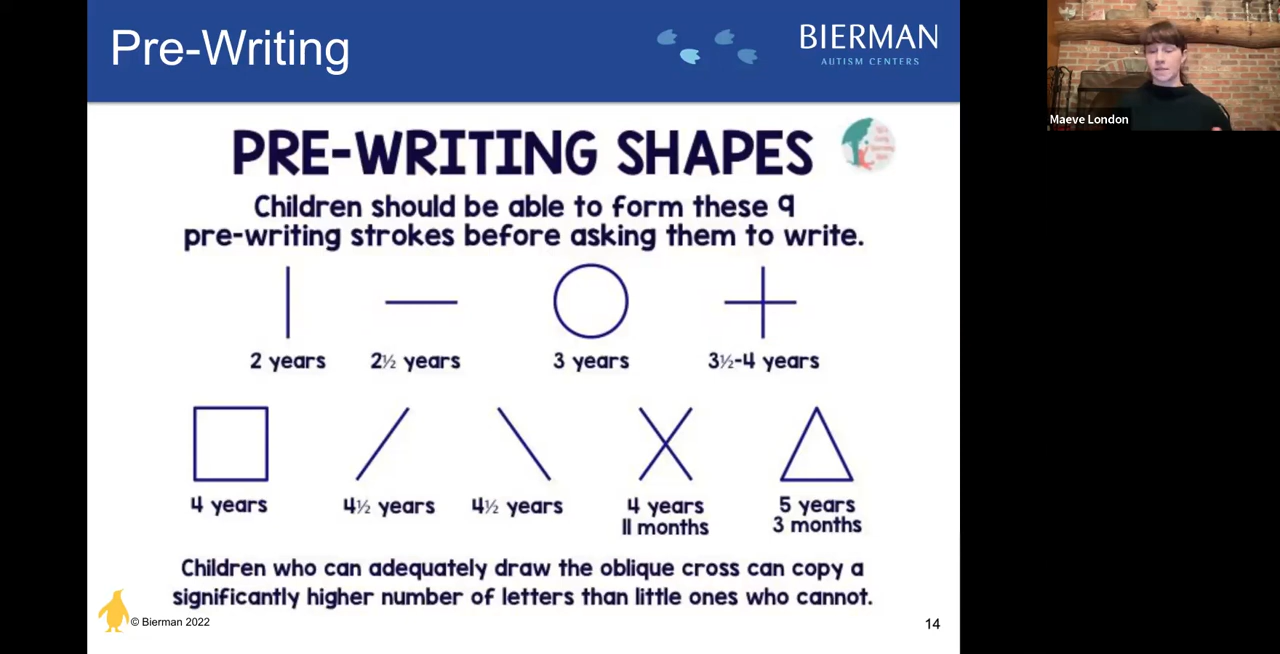 Pre-Writing
BIERMAN
AUTISM CENTERS
Maeve London
PRE-WRITING SHAPES
Children should be able to form these 9
pre-writing strokes before asking them to write.
2 years 2½ years 3 years 3½-4 years
4 years 4½ years 4½ years 4 years 5 years
11 months 3 months
Children who can adequately draw the oblique cross can copy a
significantly higher number of letters than little ones who cannot.
© Bierman 2022
14